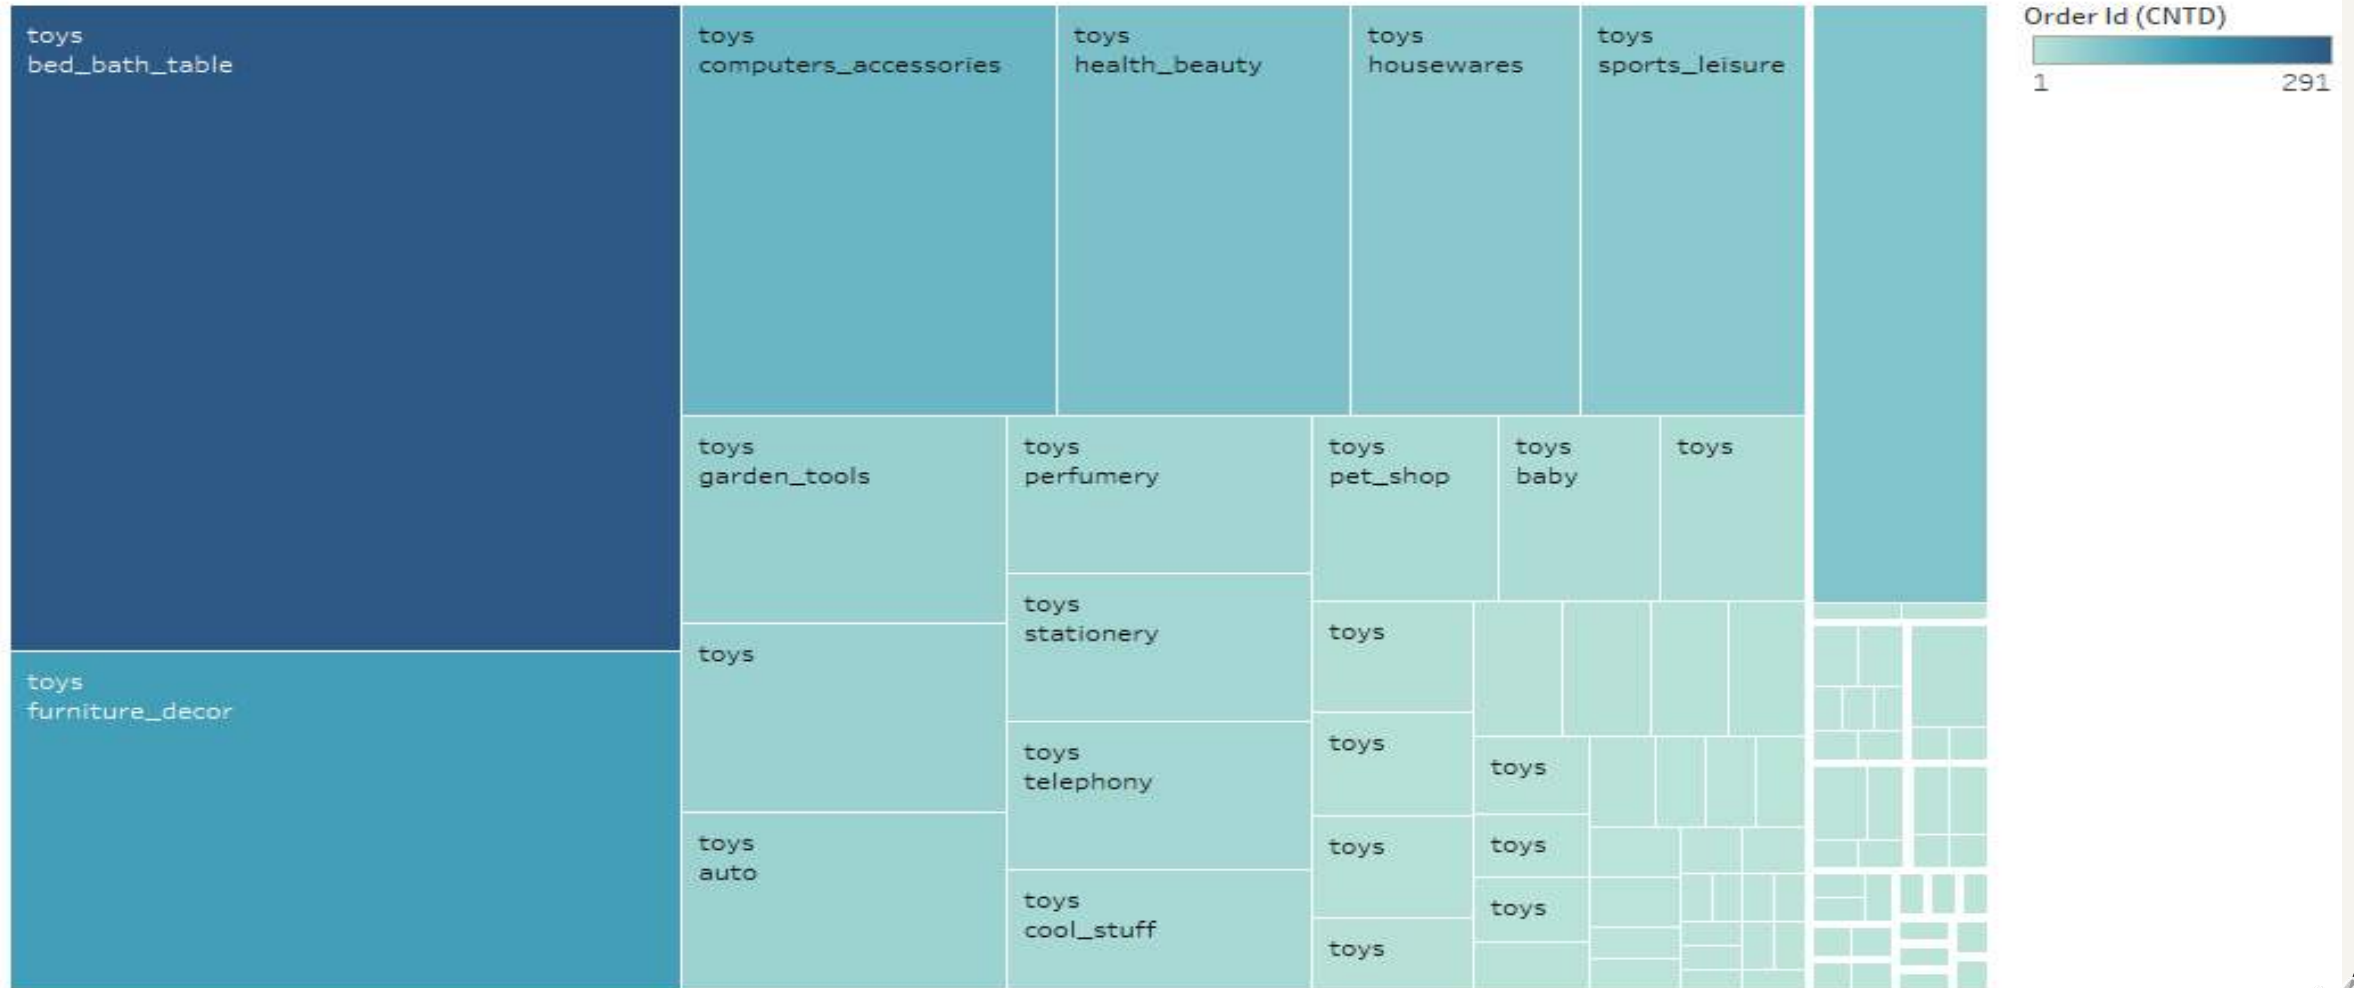 toys
bed_bath_table
toys
computers_accessories
toys
health_beauty
toys
housewares
toys
sports_leisure
Order Id (CNTD)
1
291
toys
garden_tools
toys
perfumery
toys
pet_shop
toys
baby
toys
toys
stationery
toys
toys
toys
furniture_decor
toys
toys
telephony
toys
toys
auto
toys
toys
toys
cool_stuff
toys
toys